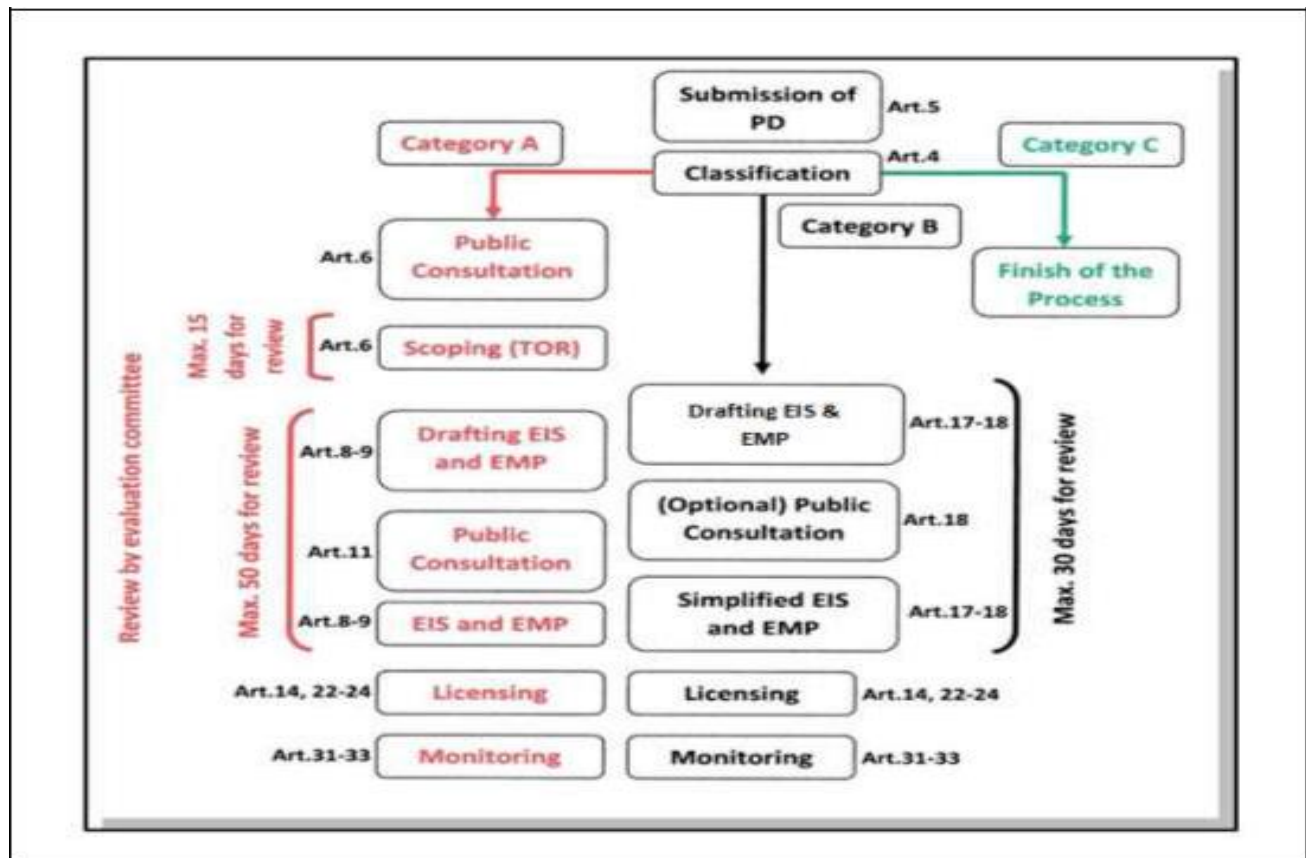 Submission of
PD
Art.5
Category A
Category C
Classification
Art.4
Category B
Public
Consultation
Art.6
Finish of the
Process
Max. 15
days for
review
Art.6
Scoping (TOR)
Review by evaluation committee
Max. 50 days for review
Art.8-9
Drafting EIS
and EMP
Art.11
Public
Consultation
Art.8-9
EIS and EMP
Drafting EIS &
EMP
Art.17-18
(Optional) Public
Consultation
Art.18
Simplified EIS
and EMP
Art.17-18
Max. 30 days for review
Art.14, 22-24
Licensing
Licensing
Art.14, 22-24
Art.31-33
Monitoring
Monitoring
Art.31-33